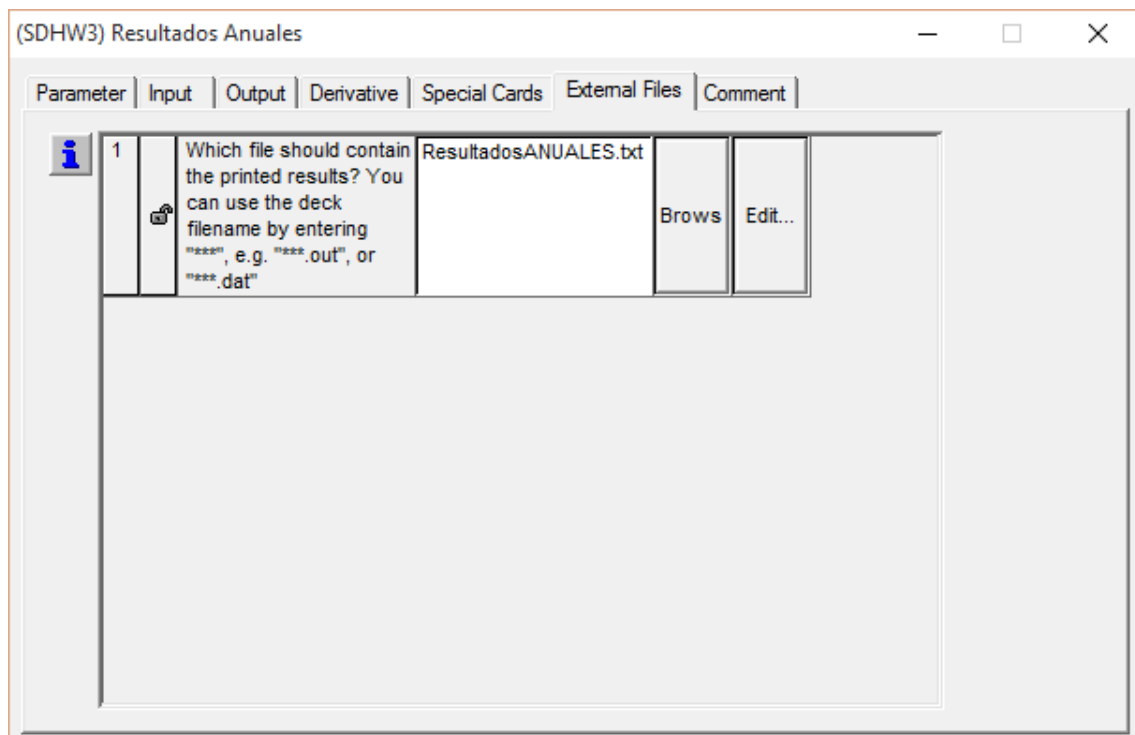 (SDHW3) Resultados Anuales
Parameter Input Output Derivative Special Cards External Files Comment
1
Which file should contain
the printed results? You
can use the deck
filename by entering
"***", e.g. "***.out", or
"***.dat"
ResultadosANUALES.txt
Brows
Edit...